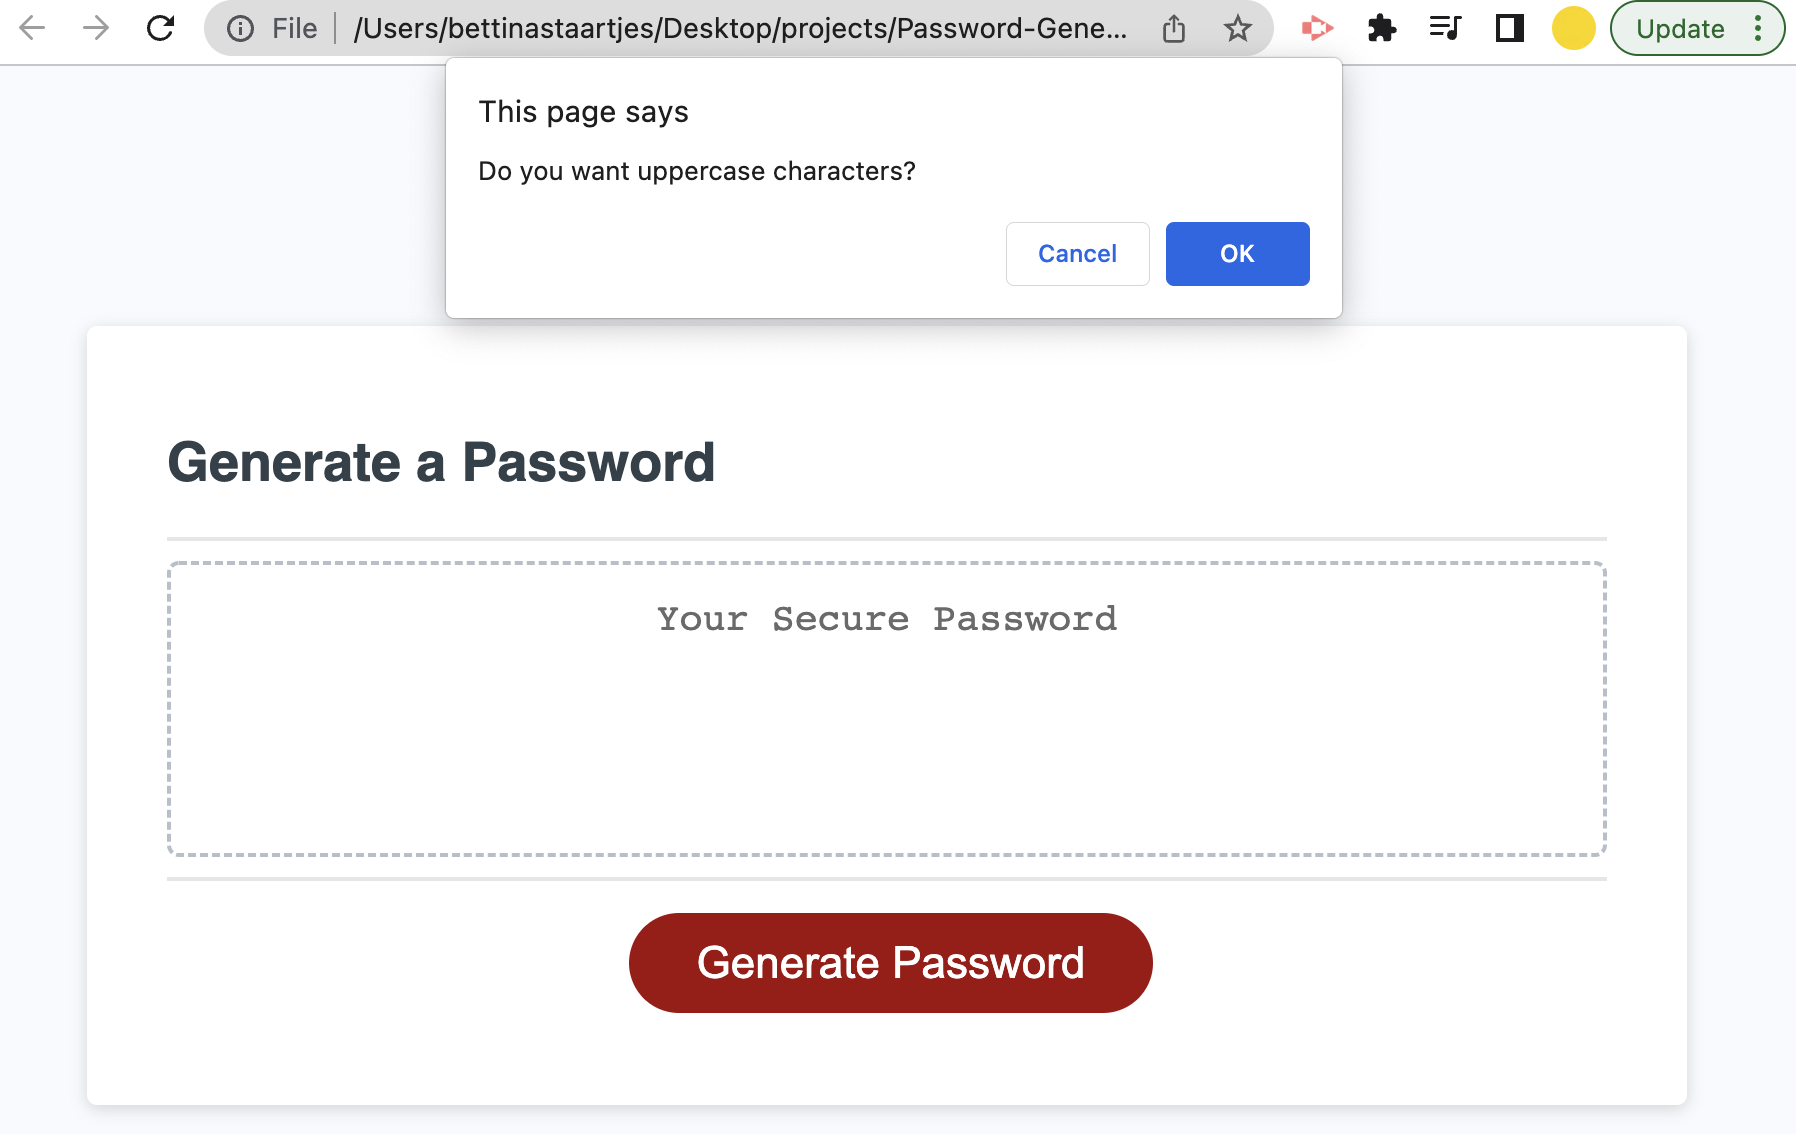 File /Users/bettinastaartjes/Desktop/projects/Password-Gene... Update
This page says
Do you want uppercase characters?
Cancel OK
Generate a Password
Your Secure Password
Generate Password